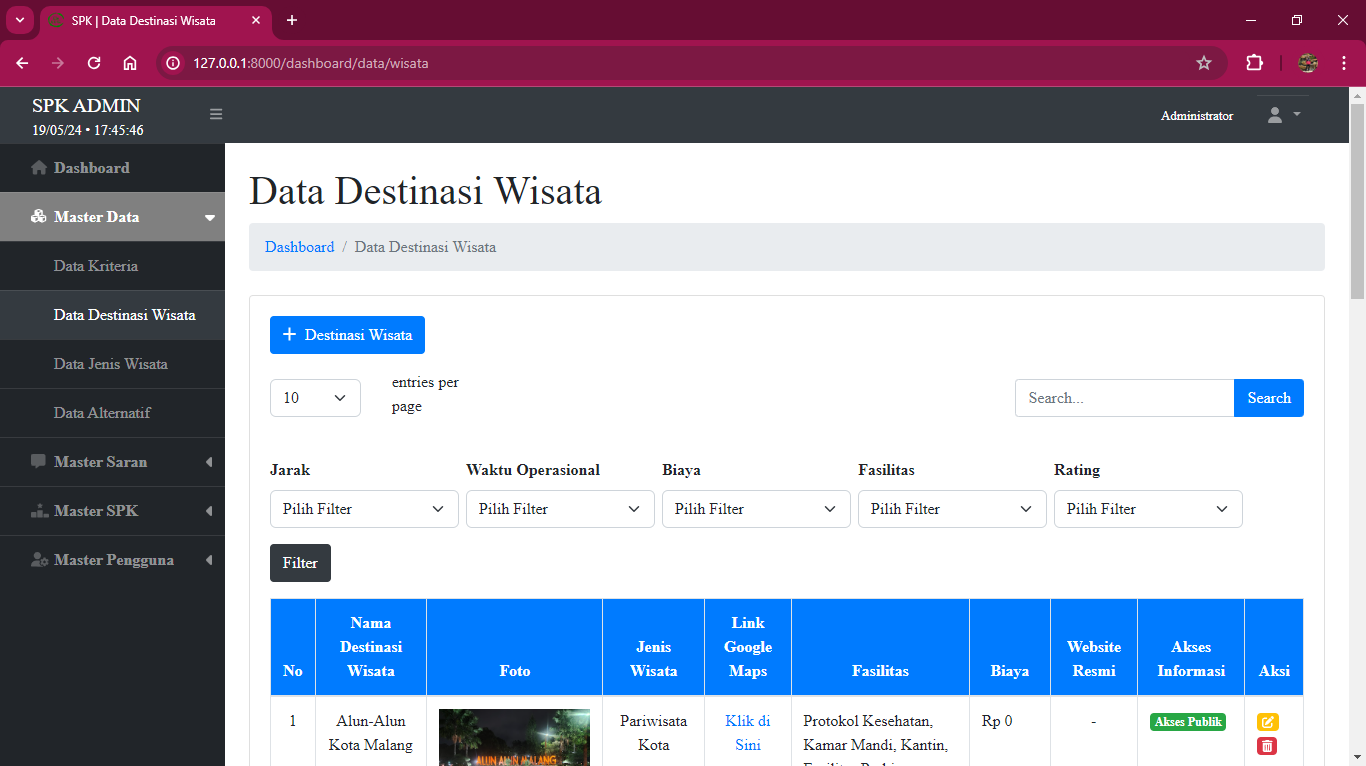 SPK | Data Destinasi Wisata
127.0.0.1:8000/dashboard/data/wisata
SPK ADMIN
19/05/24 • 17:45:46
Administrator
Dashboard
Master Data
Data Kriteria
Data Destinasi Wisata
Data Jenis Wisata
Data Alternatif
Master Saran
Master SPK
Master Pengguna
Data Destinasi Wisata
Dashboard / Data Destinasi Wisata
+ Destinasi Wisata
10
entries per
page
Search...
Search
Jarak
Waktu Operasional
Biaya
Fasilitas
Rating
Pilih Filter
Pilih Filter
Pilih Filter
Pilih Filter
Pilih Filter
Filter
No
Nama
Destinasi
Wisata
Foto
Jenis
Wisata
Link
Google
Maps
Fasilitas
Biaya
Website
Resmi
Akses
Informasi
Aksi
1
Alun-Alun
Kota Malang
ALUN ALUN MALANG
Pariwisata
Kota
Klik di
Sini
Protokol Kesehatan,
Kamar Mandi, Kantin,
Rp 0
-
Akses Publik